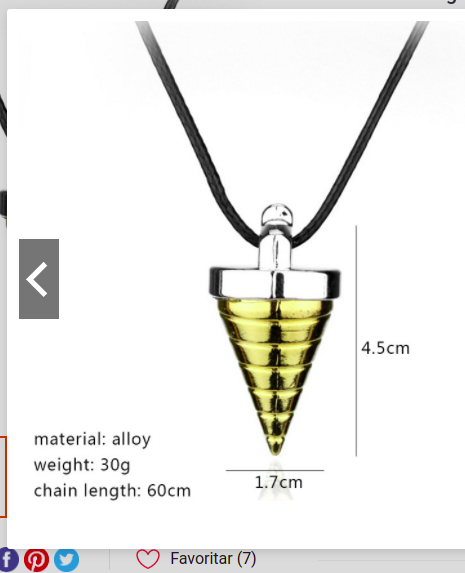 4.5cm
material: alloy
weight: 30g
chain length: 60cm
1.7cm
Favoritar (7)